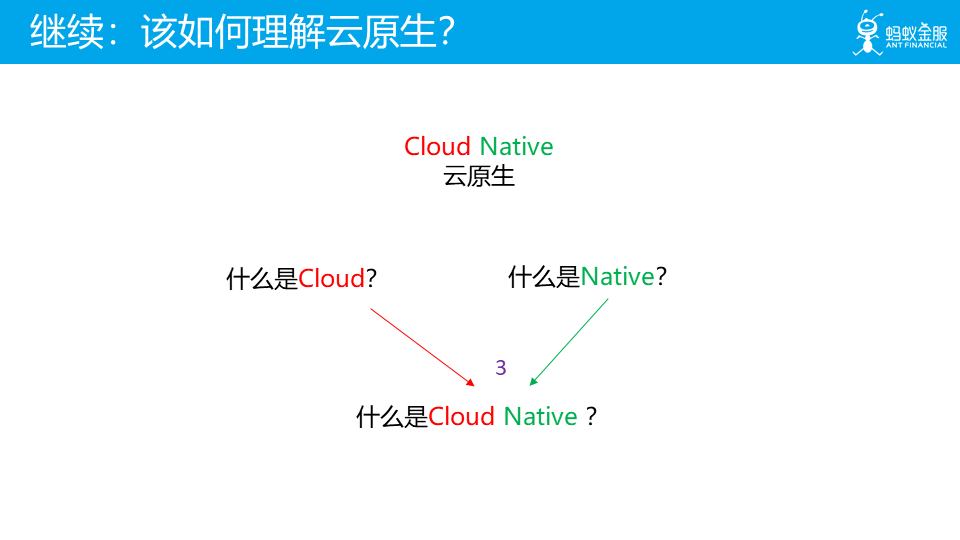 继续：该如何理解云原生？
蚂蚁金服
ANT FINANCIAL
Cloud Native
云原生
什么是Cloud？
什么是Native？
3
什么是Cloud Native ？